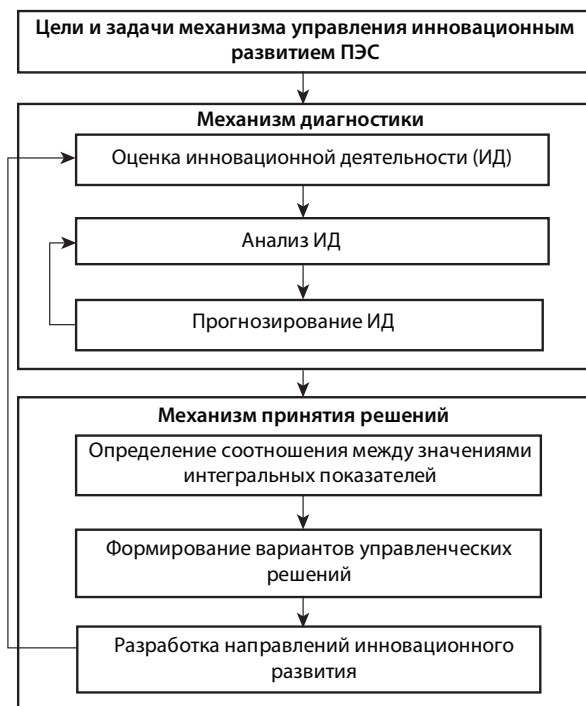 Цели и задачи механизма управления инновационным
развитием ПЭС
Механизм диагностики
Оценка инновационной деятельности (ИД)
Анализ ИД
Прогнозирование ИД
Механизм принятия решений
Определение соотношения между значениями
интегральных показателей
Формирование вариантов управленческих
решений
Разработка направлений инновационного
развития